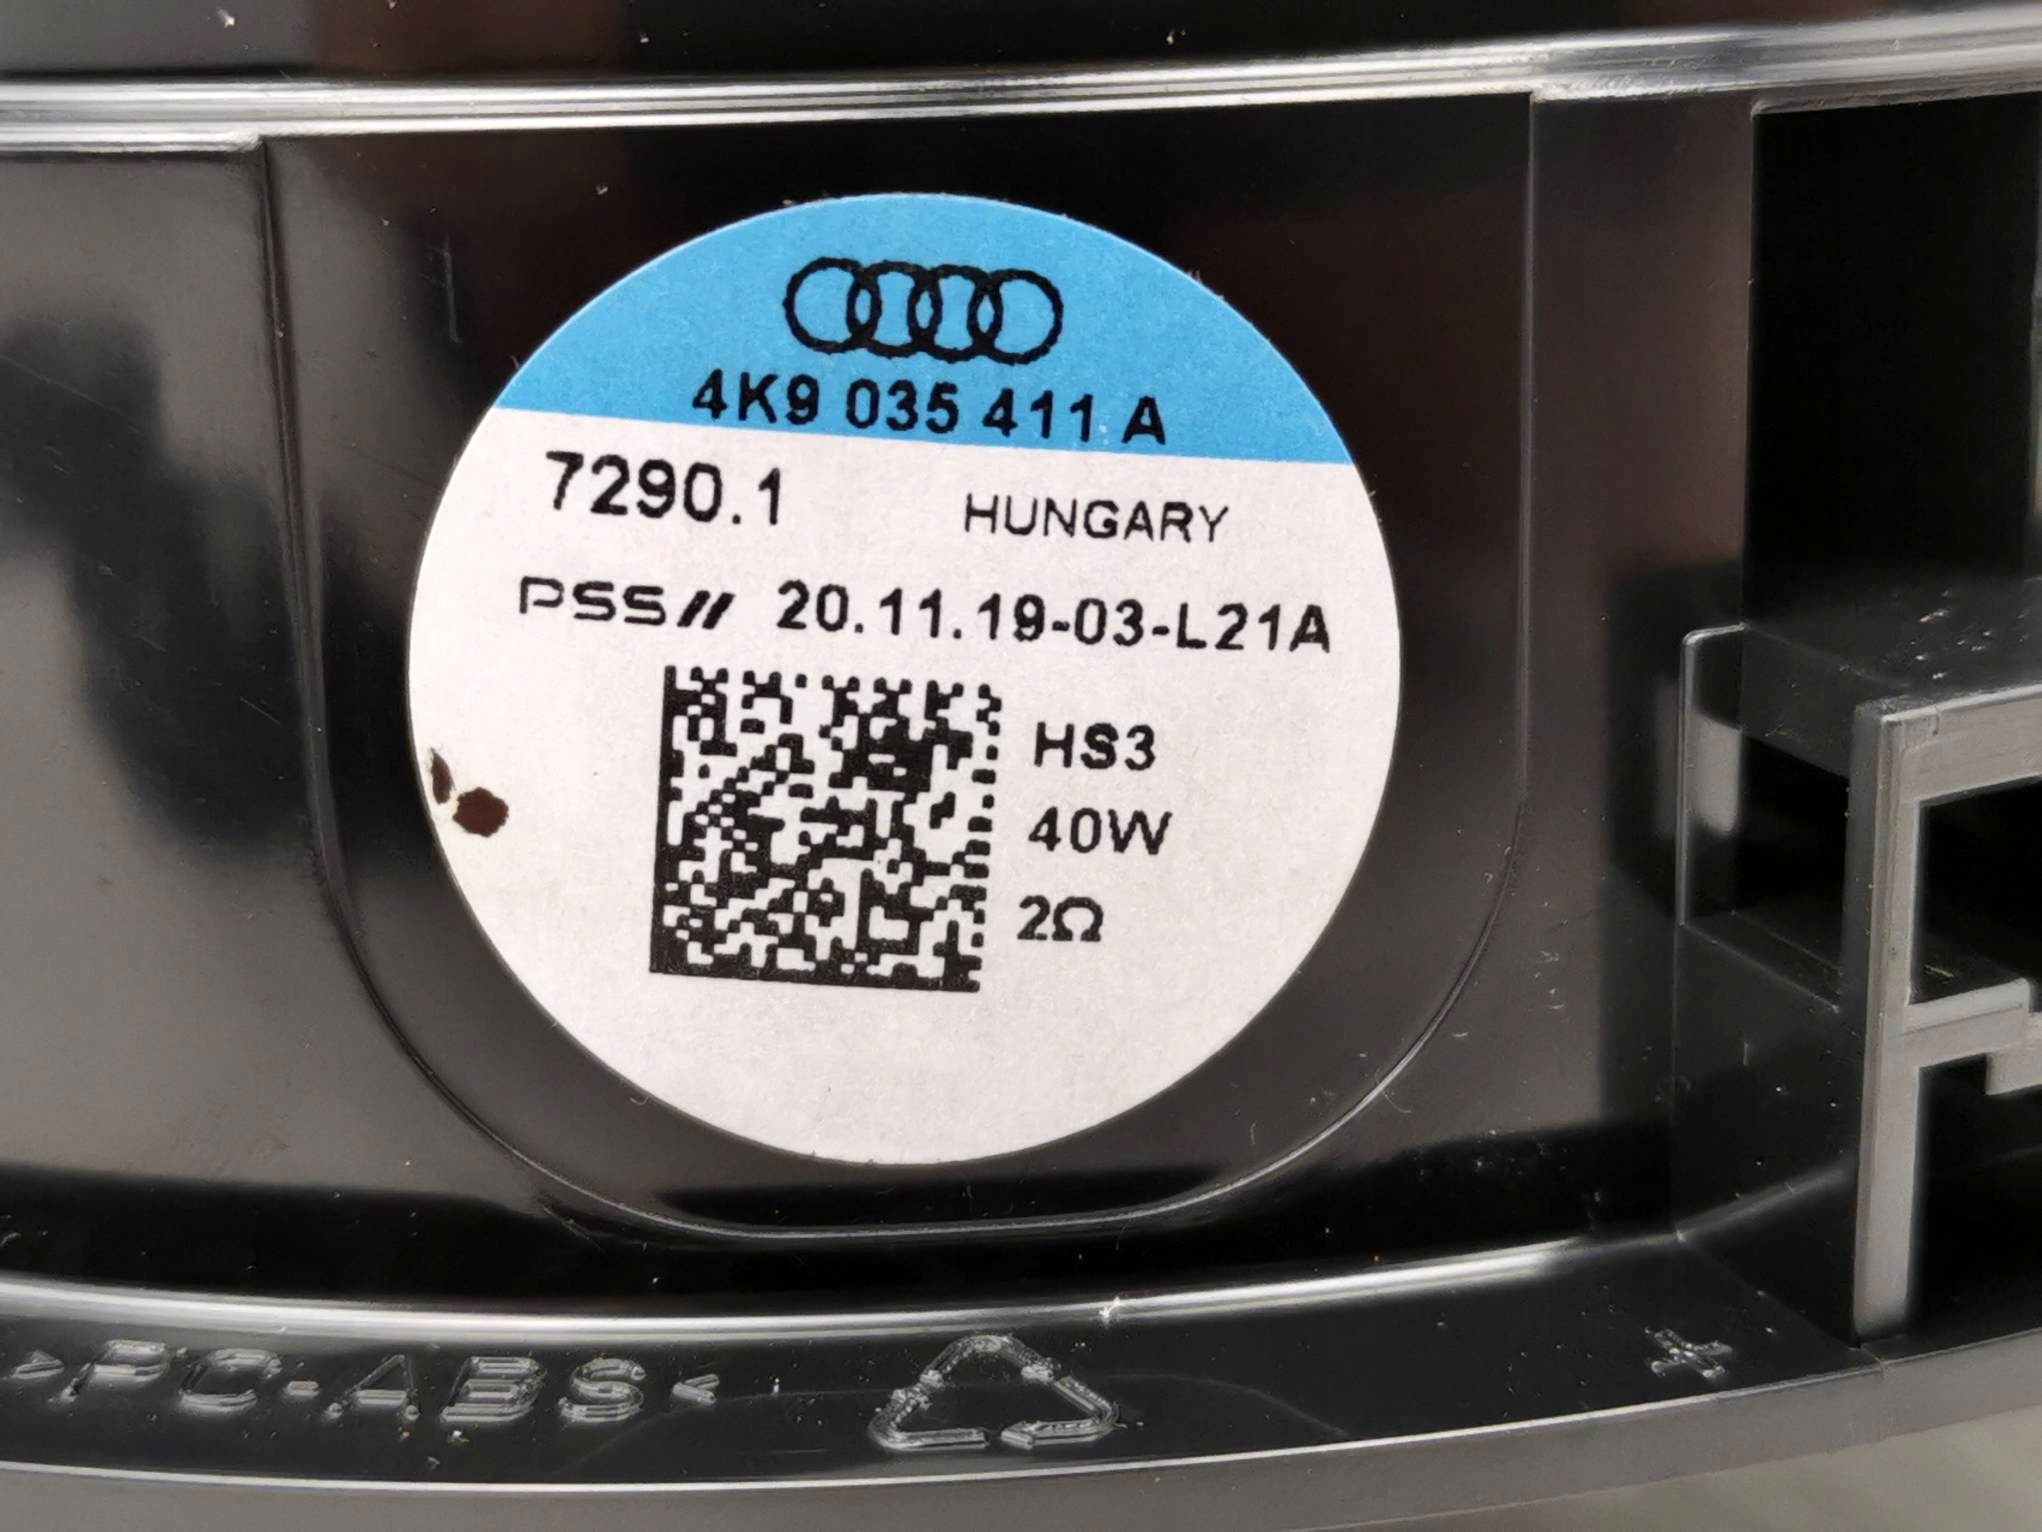 4K9 035 411 A
7290.1 HUNGARY
PSS// 20.11.19-03-L21A
HS3
40W
2Ω
>PC-ABS<
+